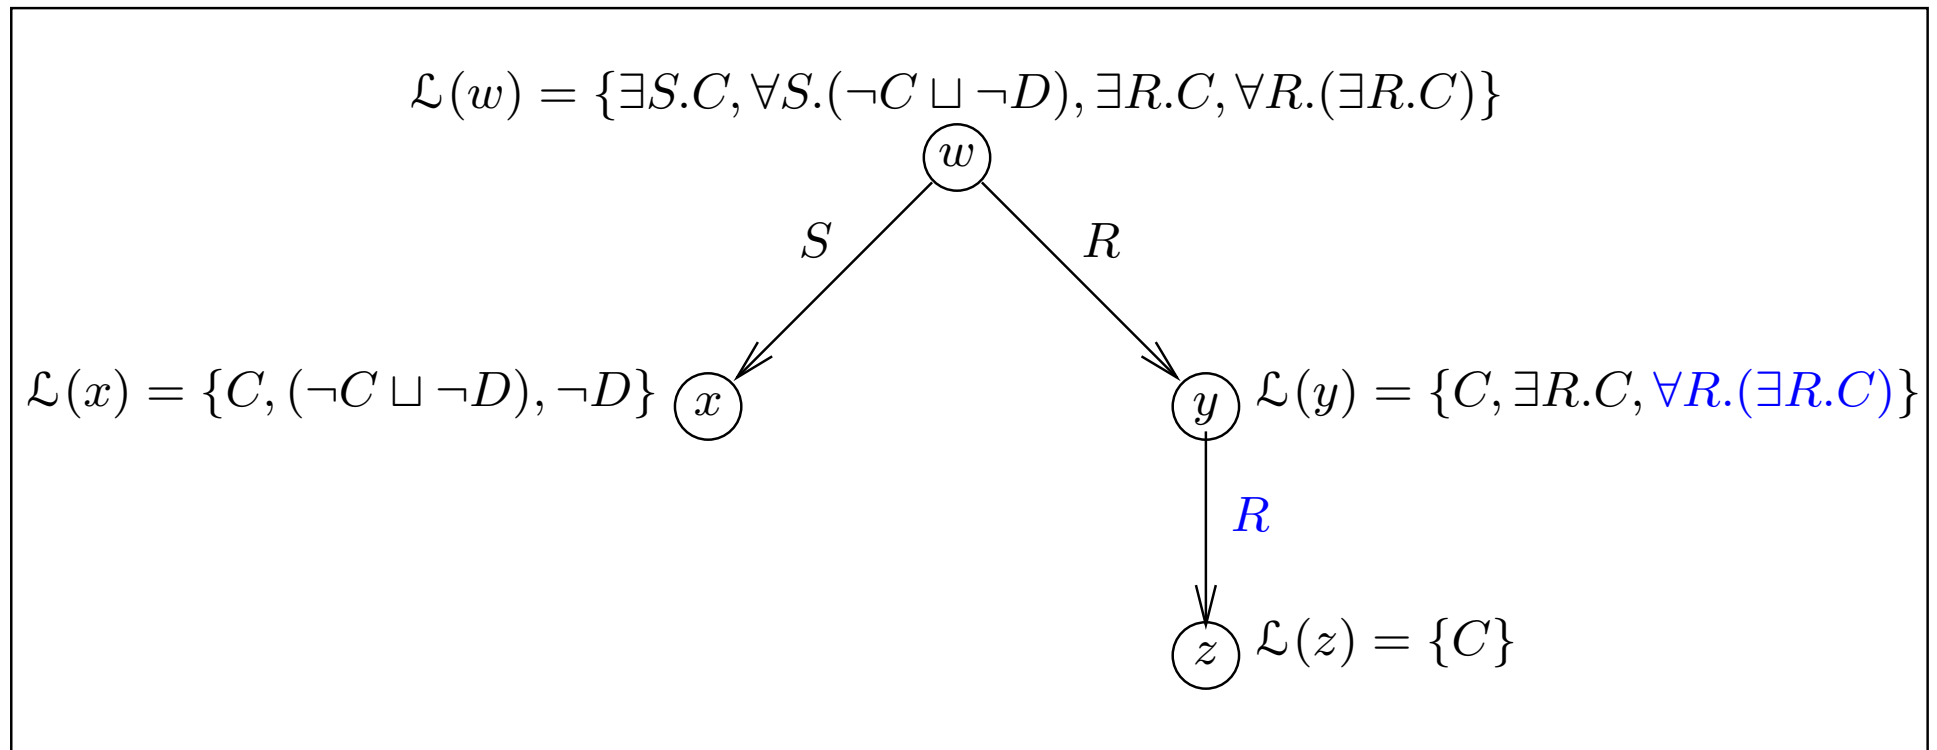 ℒ(w) = {∃S.C, ∀S.(¬C ⊔ ¬D), ∃R.C, ∀R.(∃R.C)}
w
S R
ℒ(x) = {C, (¬C ⊔ ¬D), ¬D} x y ℒ(y) = {C, ∃R.C, ∀R.(∃R.C)}
R
z ℒ(z) = {C}